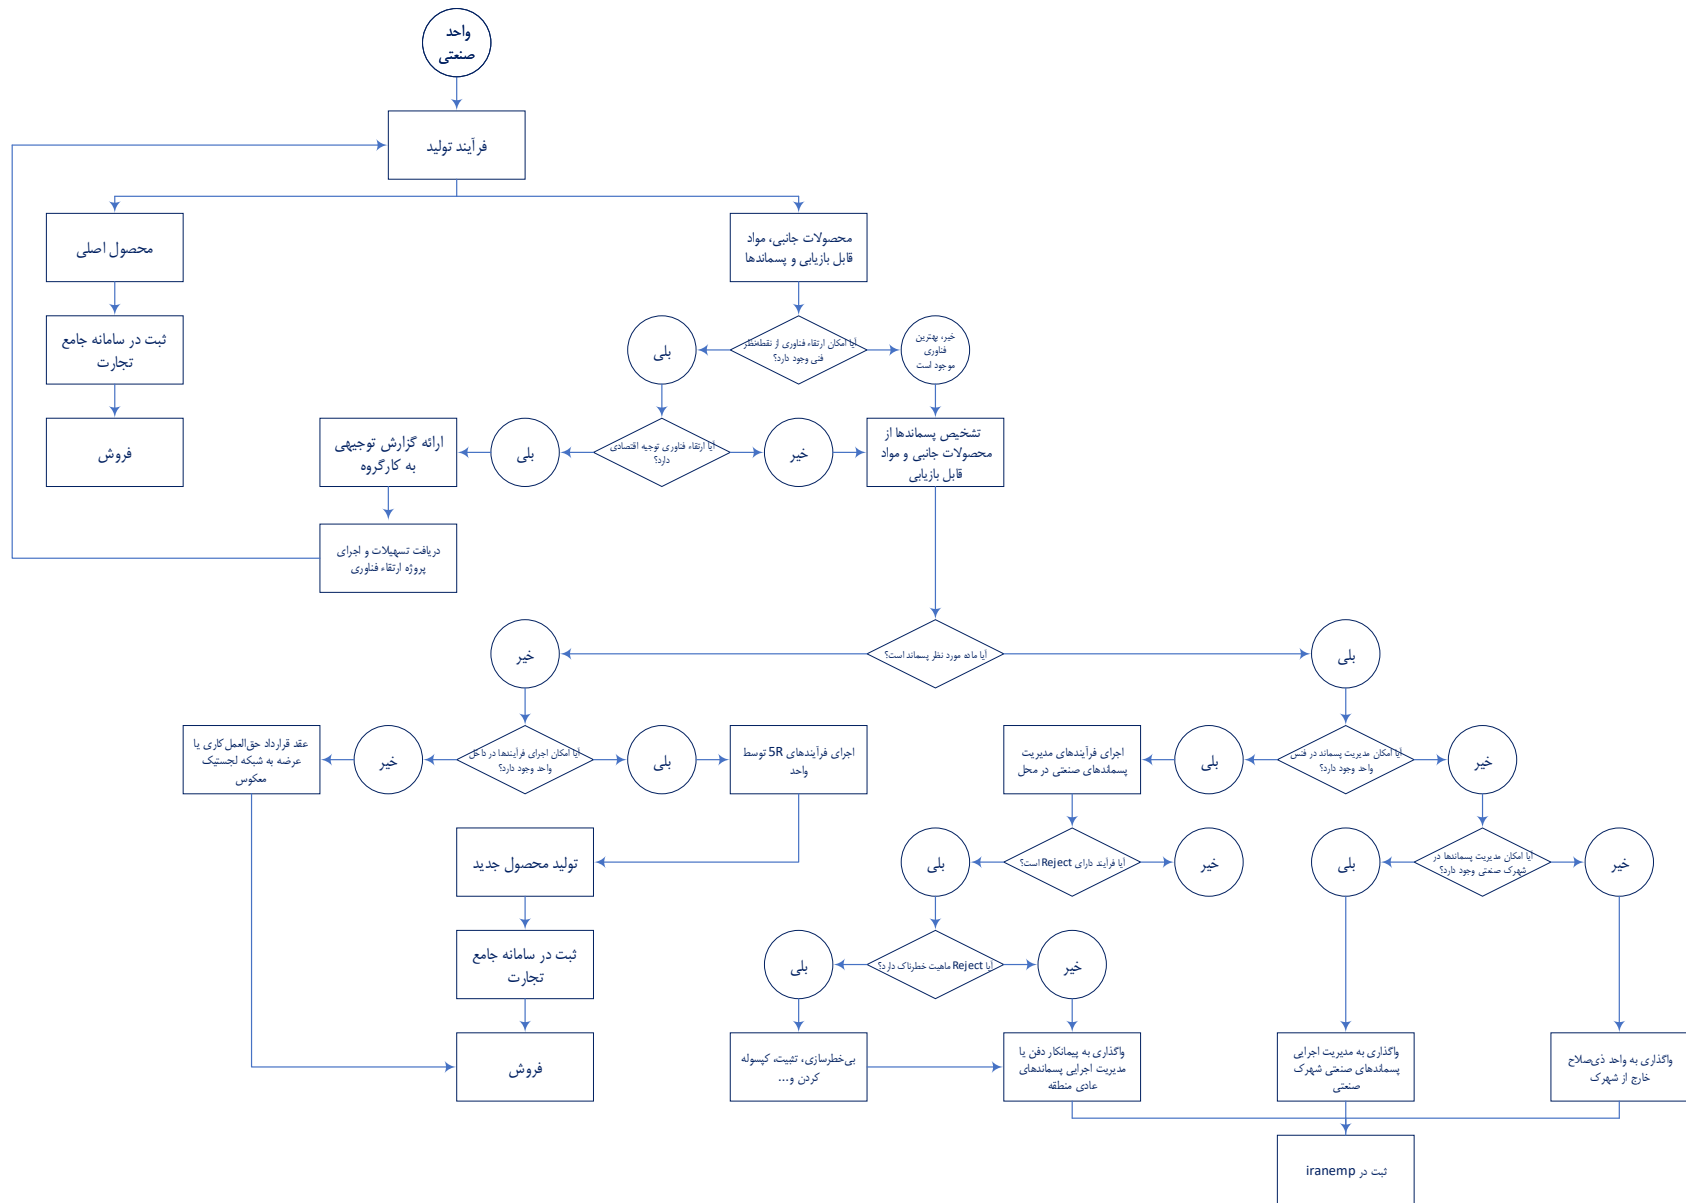 واحد
صنعتی
فرآیند تولید
محصول اصلی
محصولات جانبی، مواد
قابل بازیابی و پسماندها
ثبت در سامانه جامع
تجارت
بلی
آیا امکان ارتقاء فناوری از نقطه‌نظر
فنی وجود دارد؟
خیر، بهترین
فناوری
موجود است
فروش
ارائه گزارش توجیهی
به کارگروه
بلی
آیا ارتقاء فناوری توجیه اقتصادی
دارد؟
خیر
تشخیص پسماندها از
محصولات جانبی و مواد
قابل بازیابی
دریافت تسهیلات و اجرای
پروژه ارتقاء فناوری
خیر
آیا ماده مورد نظر پسماند است؟
بلی
عقد قرارداد حق‌العمل‌کاری یا
عرضه به شبکه لجستیک
معکوس
خیر
آیا امکان اجرای فرآیندها در داخل
واحد وجود دارد؟
بلی
اجرای فرآیندهای 5R توسط
واحد
اجرای فرآیندهای مدیریت
پسماندهای صنعتی در محل
بلی
آیا امکان مدیریت پسماند در فنس
واحد وجود دارد؟
خیر
تولید محصول جدید
بلی
آیا فرآیند دارای Reject است؟
خیر
بلی
آیا امکان مدیریت پسماندها در
شهرک صنعتی وجود دارد؟
خیر
ثبت در سامانه جامع
تجارت
بلی
آیا Reject ماهیت خطرناک دارد؟
خیر
فروش
بی‌خطرسازی، تثبیت، کپسوله
کردن و...
واگذاری به پیمانکار دفن یا
مدیریت اجرایی پسماندهای
عادی منطقه
واگذاری به مدیریت اجرایی
پسماندهای صنعتی شهرک
صنعتی
واگذاری به واحد ذی‌صلاح
خارج از شهرک
ثبت در iranemp